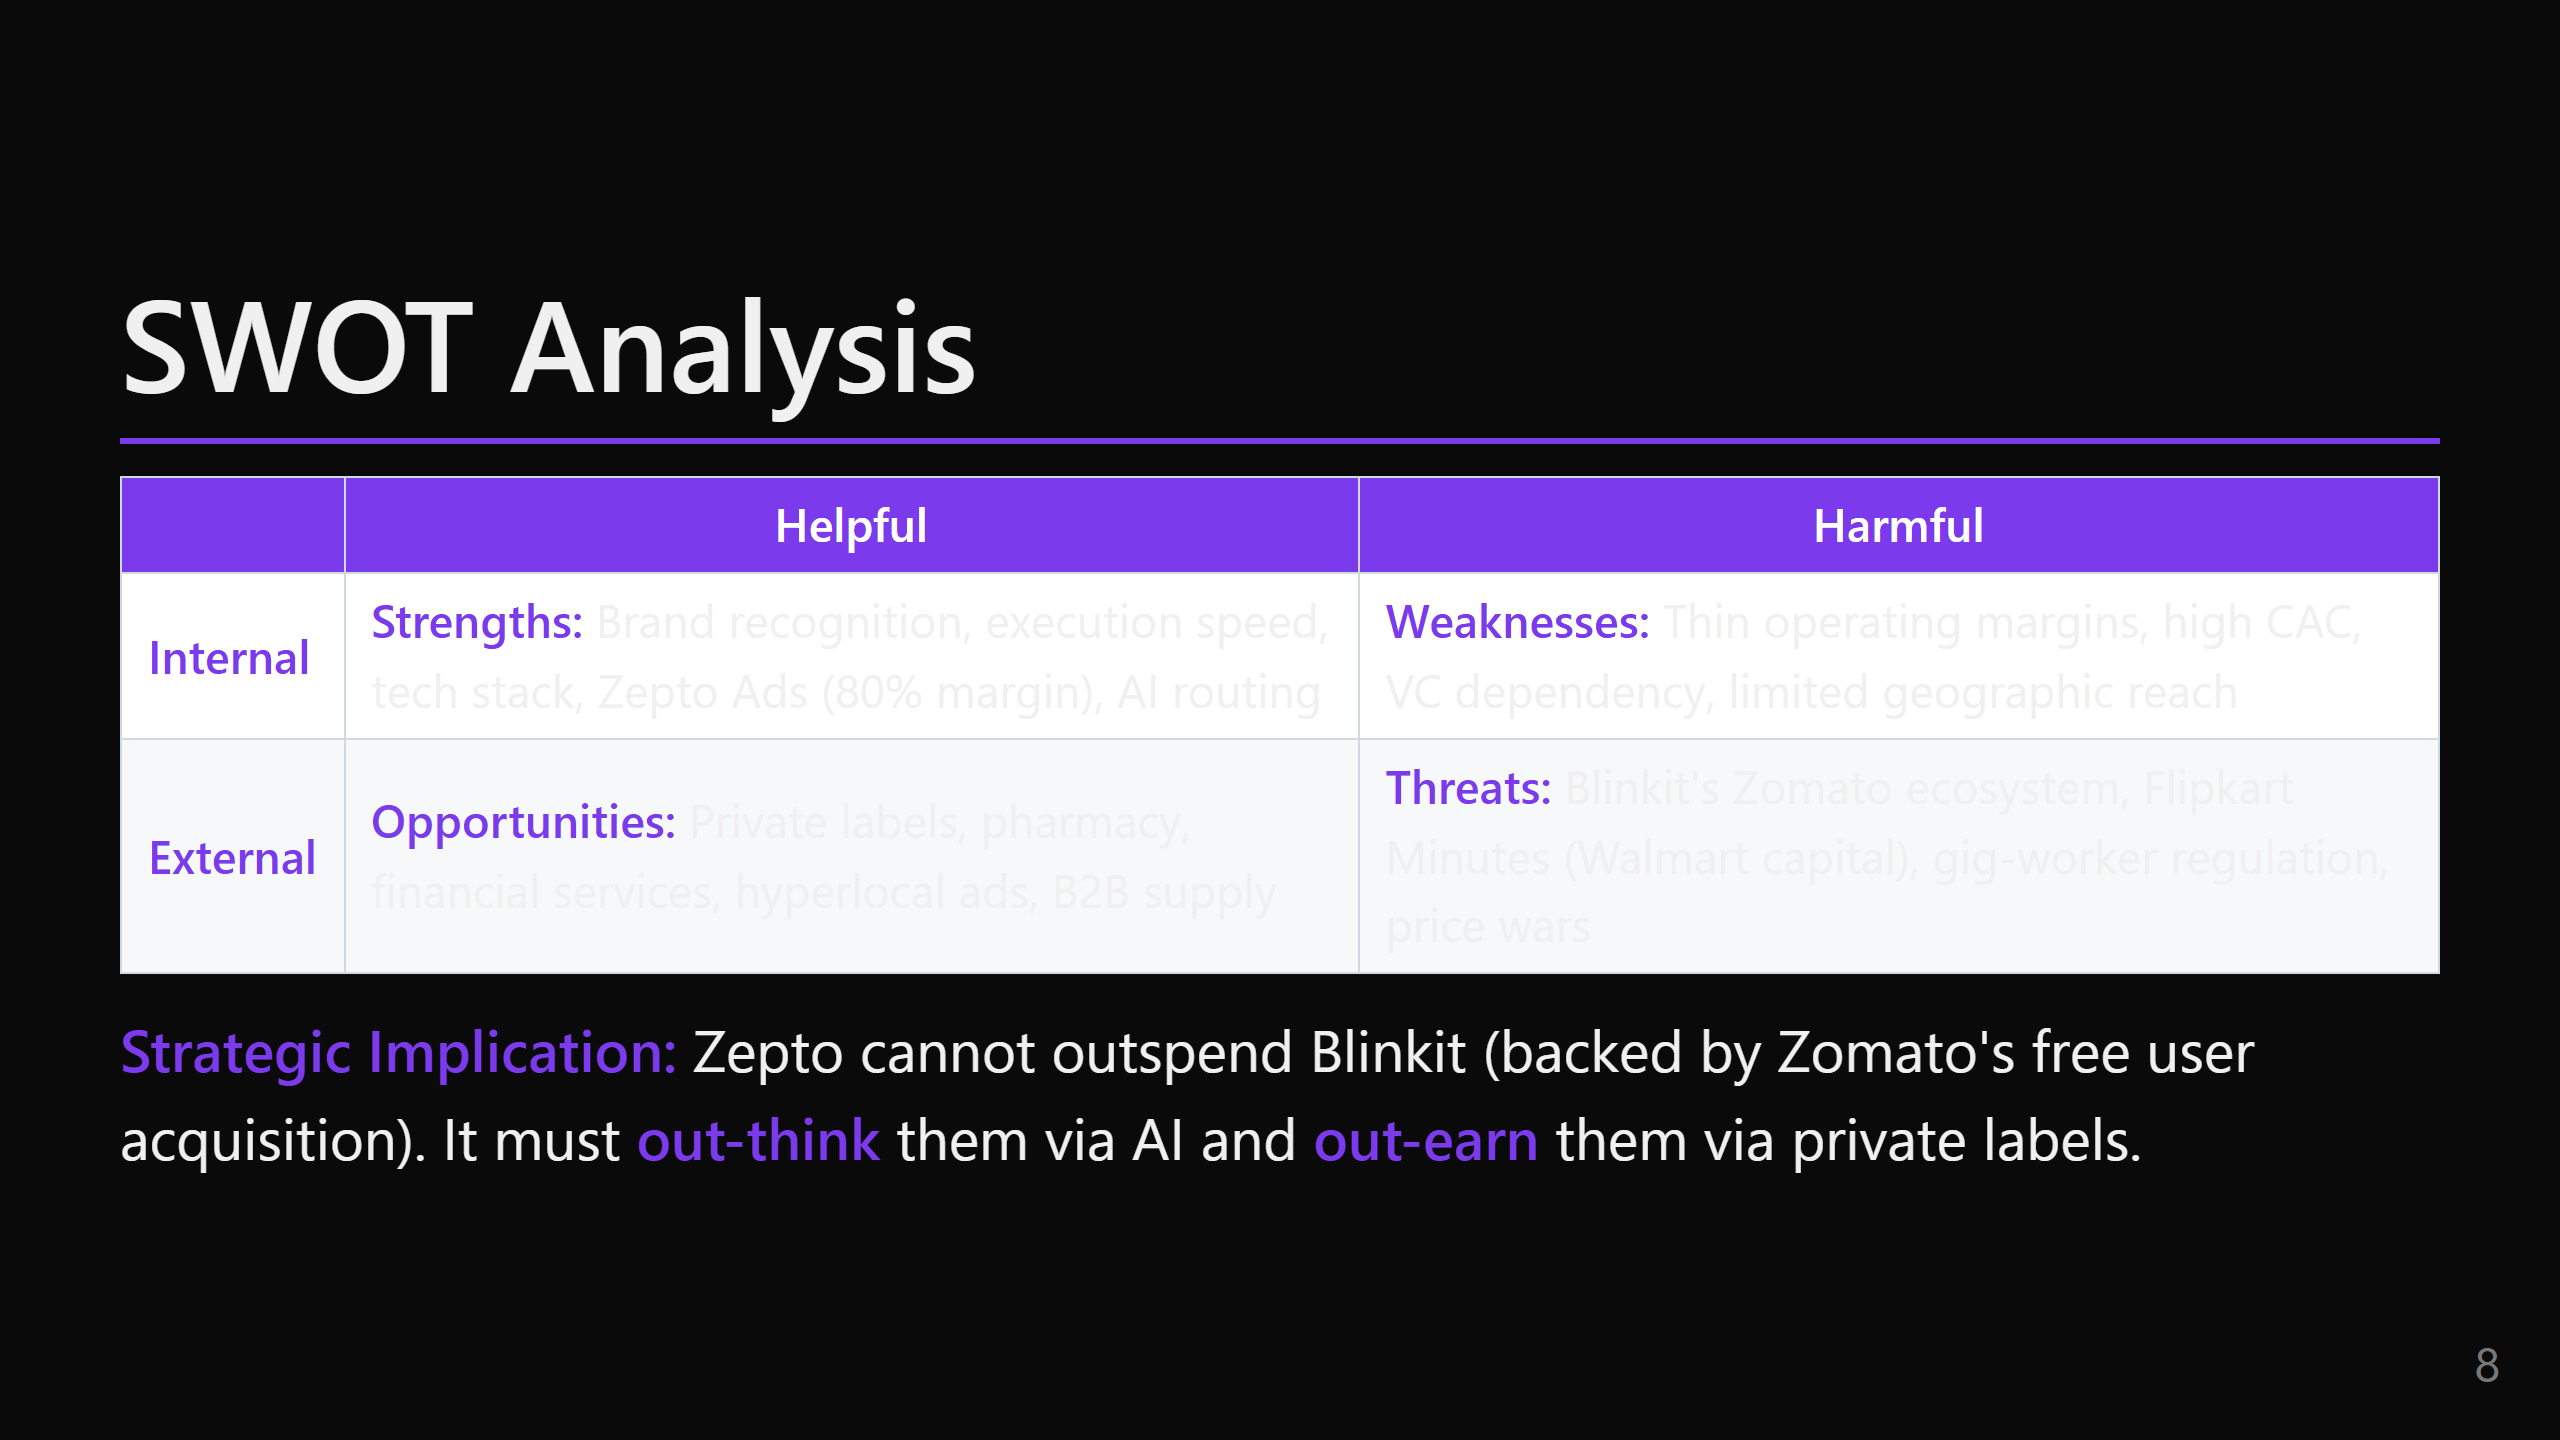 SWOT Analysis
Helpful
Harmful
Internal
Strengths: Brand recognition, execution speed,
tech stack, Zepto Ads (80% margin), AI routing
Weaknesses: Thin operating margins, high CAC,
VC dependency, limited geographic reach
External
Opportunities: Private labels, pharmacy,
financial services, hyperlocal ads, B2B supply
Threats: Blinkit's Zomato ecosystem, Flipkart
Minutes (Walmart capital), gig-worker regulation,
price wars
Strategic Implication: Zepto cannot outspend Blinkit (backed by Zomato's free user
acquisition). It must out-think them via AI and out-earn them via private labels.
8